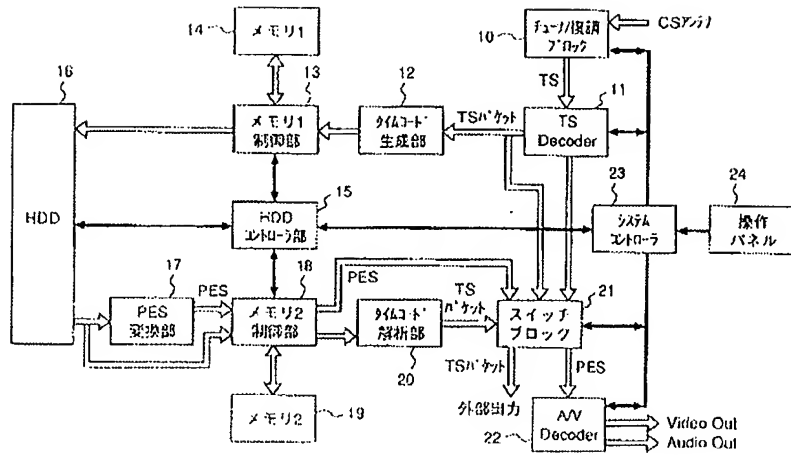 14
メモリ1
10
チューナ/復調
ブロック
CSアンテナ
TS
16
13
12
11
メモリ1
制御部
タイムコード
生成部
TSパケット
TS
Decoder
HDD
15
HDD
コントローラ部
23
システム
コントローラ
24
操作
パネル
17
PES
変換部
PES
18
メモリ2
制御部
PES
タイムコード
解析部
20
TS
パケット
21
スイッチ
ブロック
TSパケット
PES
外部出力
メモリ2
19
22
A/V
Decoder
Video Out
Audio Out